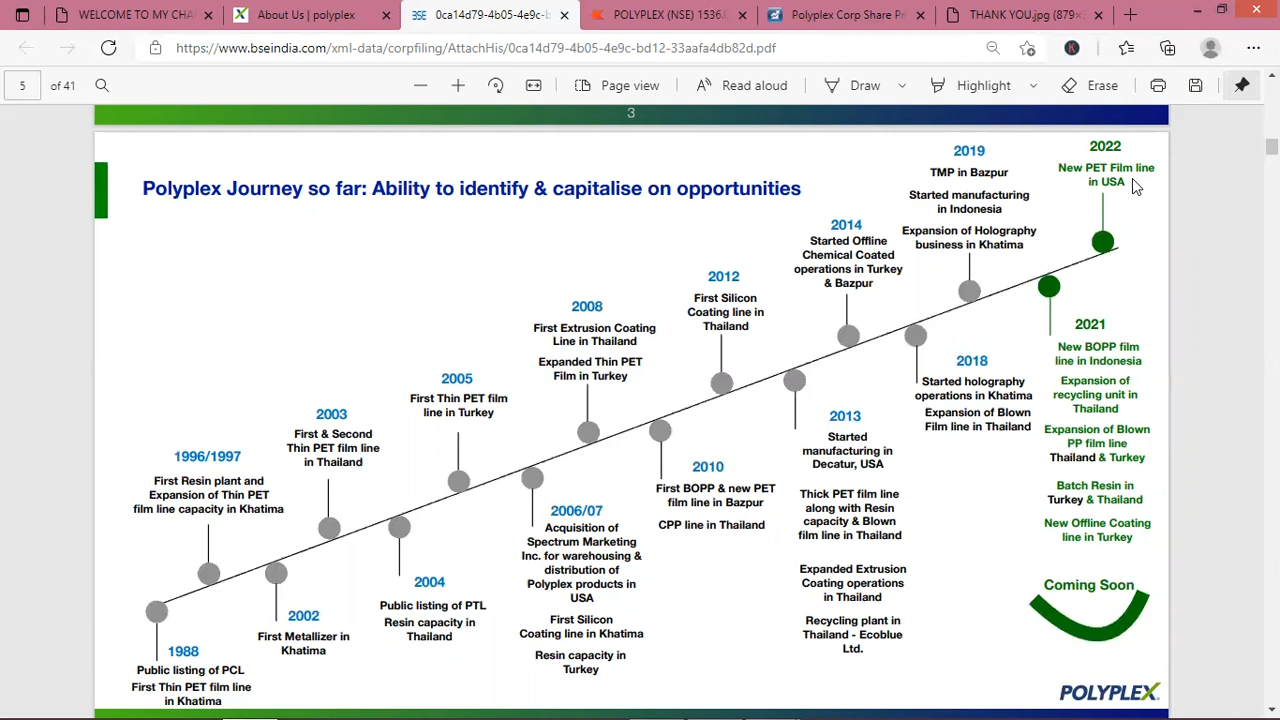 WELCOME TO MY CHA
About Us | polyplex
0ca14d79-4b05-4e9c-b
POLYPLEX (NSE) 1536.
Polyplex Corp Share Pr
THANK YOU.jpg (879×
https://www.bseindia.com/xml-data/corpfiling/AttachHis/0ca14d79-4b05-4e9c-bd12-33aafa4db82d.pdf
K
5 of 41
Page view
Read aloud
Draw
Highlight
Erase
3
Polyplex Journey so far: Ability to identify & capitalise on opportunities
1988
Public listing of PCL
First Thin PET film line
in Khatima
1996/1997
First Resin plant and
Expansion of Thin PET
film line capacity in Khatima
2002
First Metallizer in
Khatima
2003
First & Second
Thin PET film line
in Thailand
2004
Public listing of PTL
Resin capacity in
Thailand
2005
First Thin PET film
line in Turkey
2006/07
Acquisition of
Spectrum Marketing
Inc. for warehousing &
distribution of
Polyplex products in
USA
First Silicon
Coating line in Khatima
Resin capacity in
Turkey
2008
First Extrusion Coating
Line in Thailand
Expanded Thin PET
Film in Turkey
2010
First BOPP & new PET
film line in Bazpur
CPP line in Thailand
2012
First Silicon
Coating line in
Thailand
2013
Started
manufacturing in
Decatur, USA
Thick PET film line
along with Resin
capacity & Blown
film line in Thailand
Expanded Extrusion
Coating operations
in Thailand
Recycling plant in
Thailand - Ecoblue
Ltd.
2014
Started Offline
Chemical Coated
operations in Turkey
& Bazpur
2018
Started holography
operations in Khatima
Expansion of Blown
Film line in Thailand
2019
TMP in Bazpur
Started manufacturing
in Indonesia
Expansion of Holography
business in Khatima
2021
New BOPP film
line in Indonesia
Expansion of
recycling unit in
Thailand
Expansion of Blown
PP film line
Thailand & Turkey
Batch Resin in
Turkey & Thailand
New Offline Coating
line in Turkey
2022
New PET Film line
in USA
Coming Soon
POLYPLEX